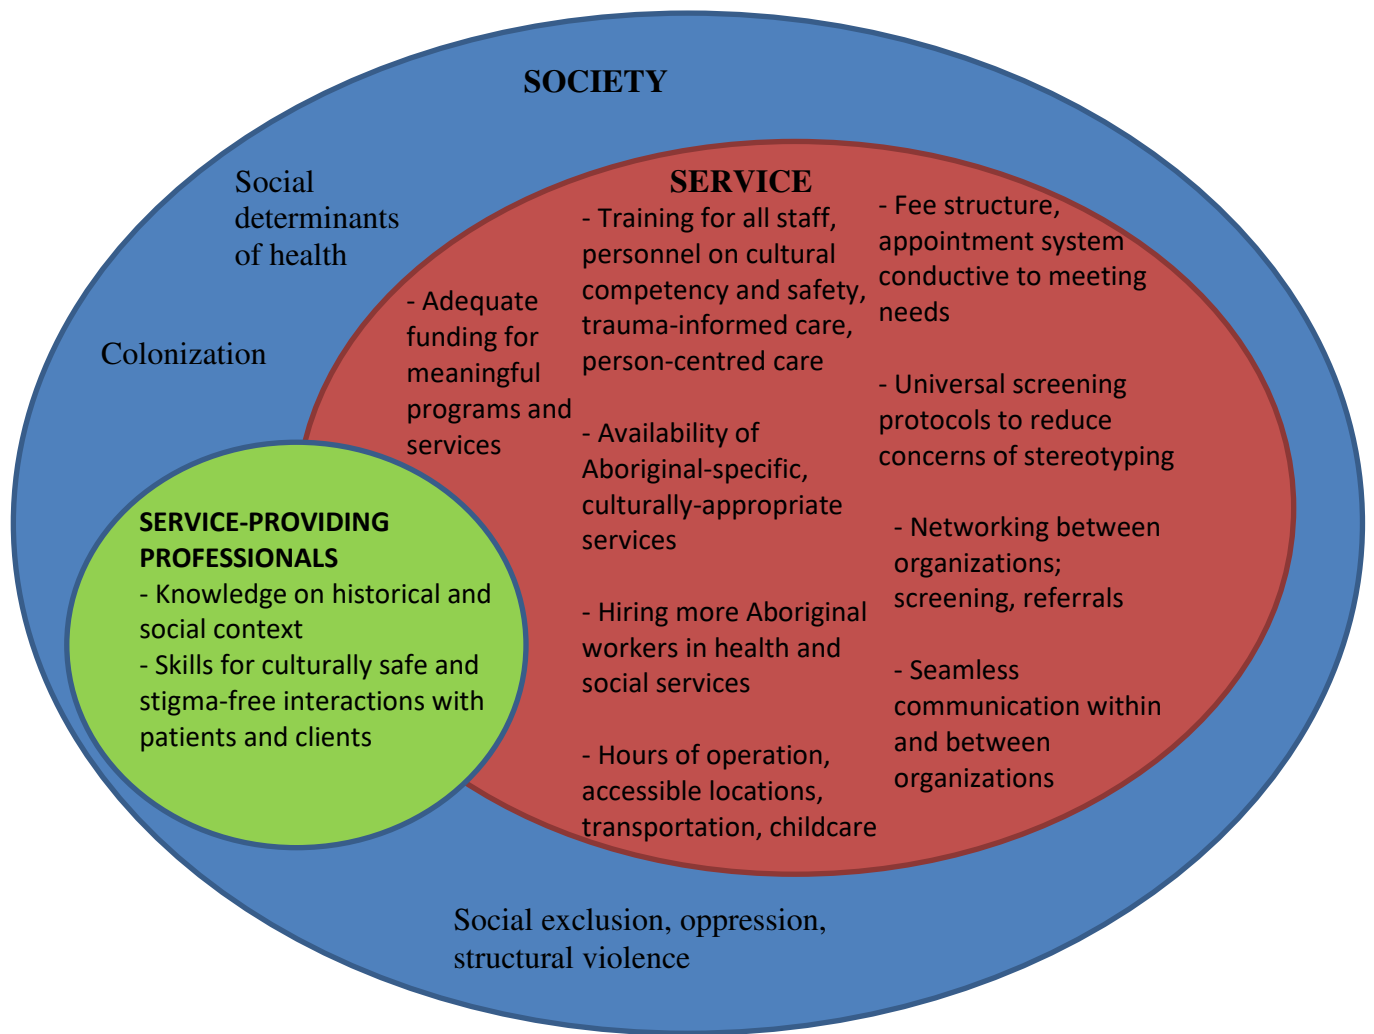 SOCIETY
Social
determinants
of health
Colonization
SERVICE
- Adequate
funding for
meaningful
programs and
services
- Training for all staff,
personnel on cultural
competency and safety,
trauma-informed care,
person-centred care
- Availability of
Aboriginal-specific,
culturally-appropriate
services
- Hiring more Aboriginal
workers in health and
social services
- Hours of operation,
accessible locations,
transportation, childcare
- Fee structure,
appointment system
conductive to meeting
needs
- Universal screening
protocols to reduce
concerns of stereotyping
- Networking between
organizations;
screening, referrals
- Seamless
communication within
and between
organizations
SERVICE-PROVIDING
PROFESSIONALS
- Knowledge on historical and
social context
- Skills for culturally safe and
stigma-free interactions with
patients and clients
Social exclusion, oppression,
structural violence